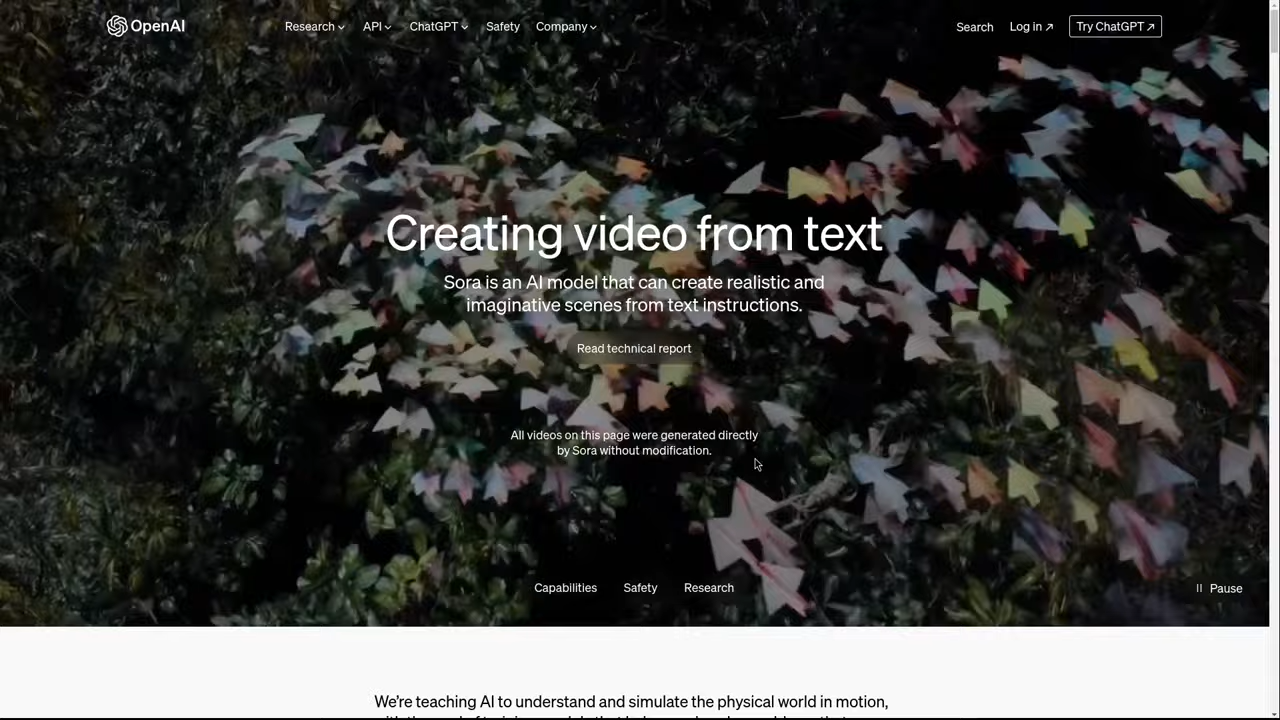 OpenAI Research API ChatGPT Safety Company Search Log in ↗ Try ChatGPT ↗
Creating video from text
Sora is an AI model that can create realistic and
imaginative scenes from text instructions.
Read technical report
All videos on this page were generated directly
by Sora without modification.
Capabilities Safety Research
Pause
We’re teaching AI to understand and simulate the physical world in motion,